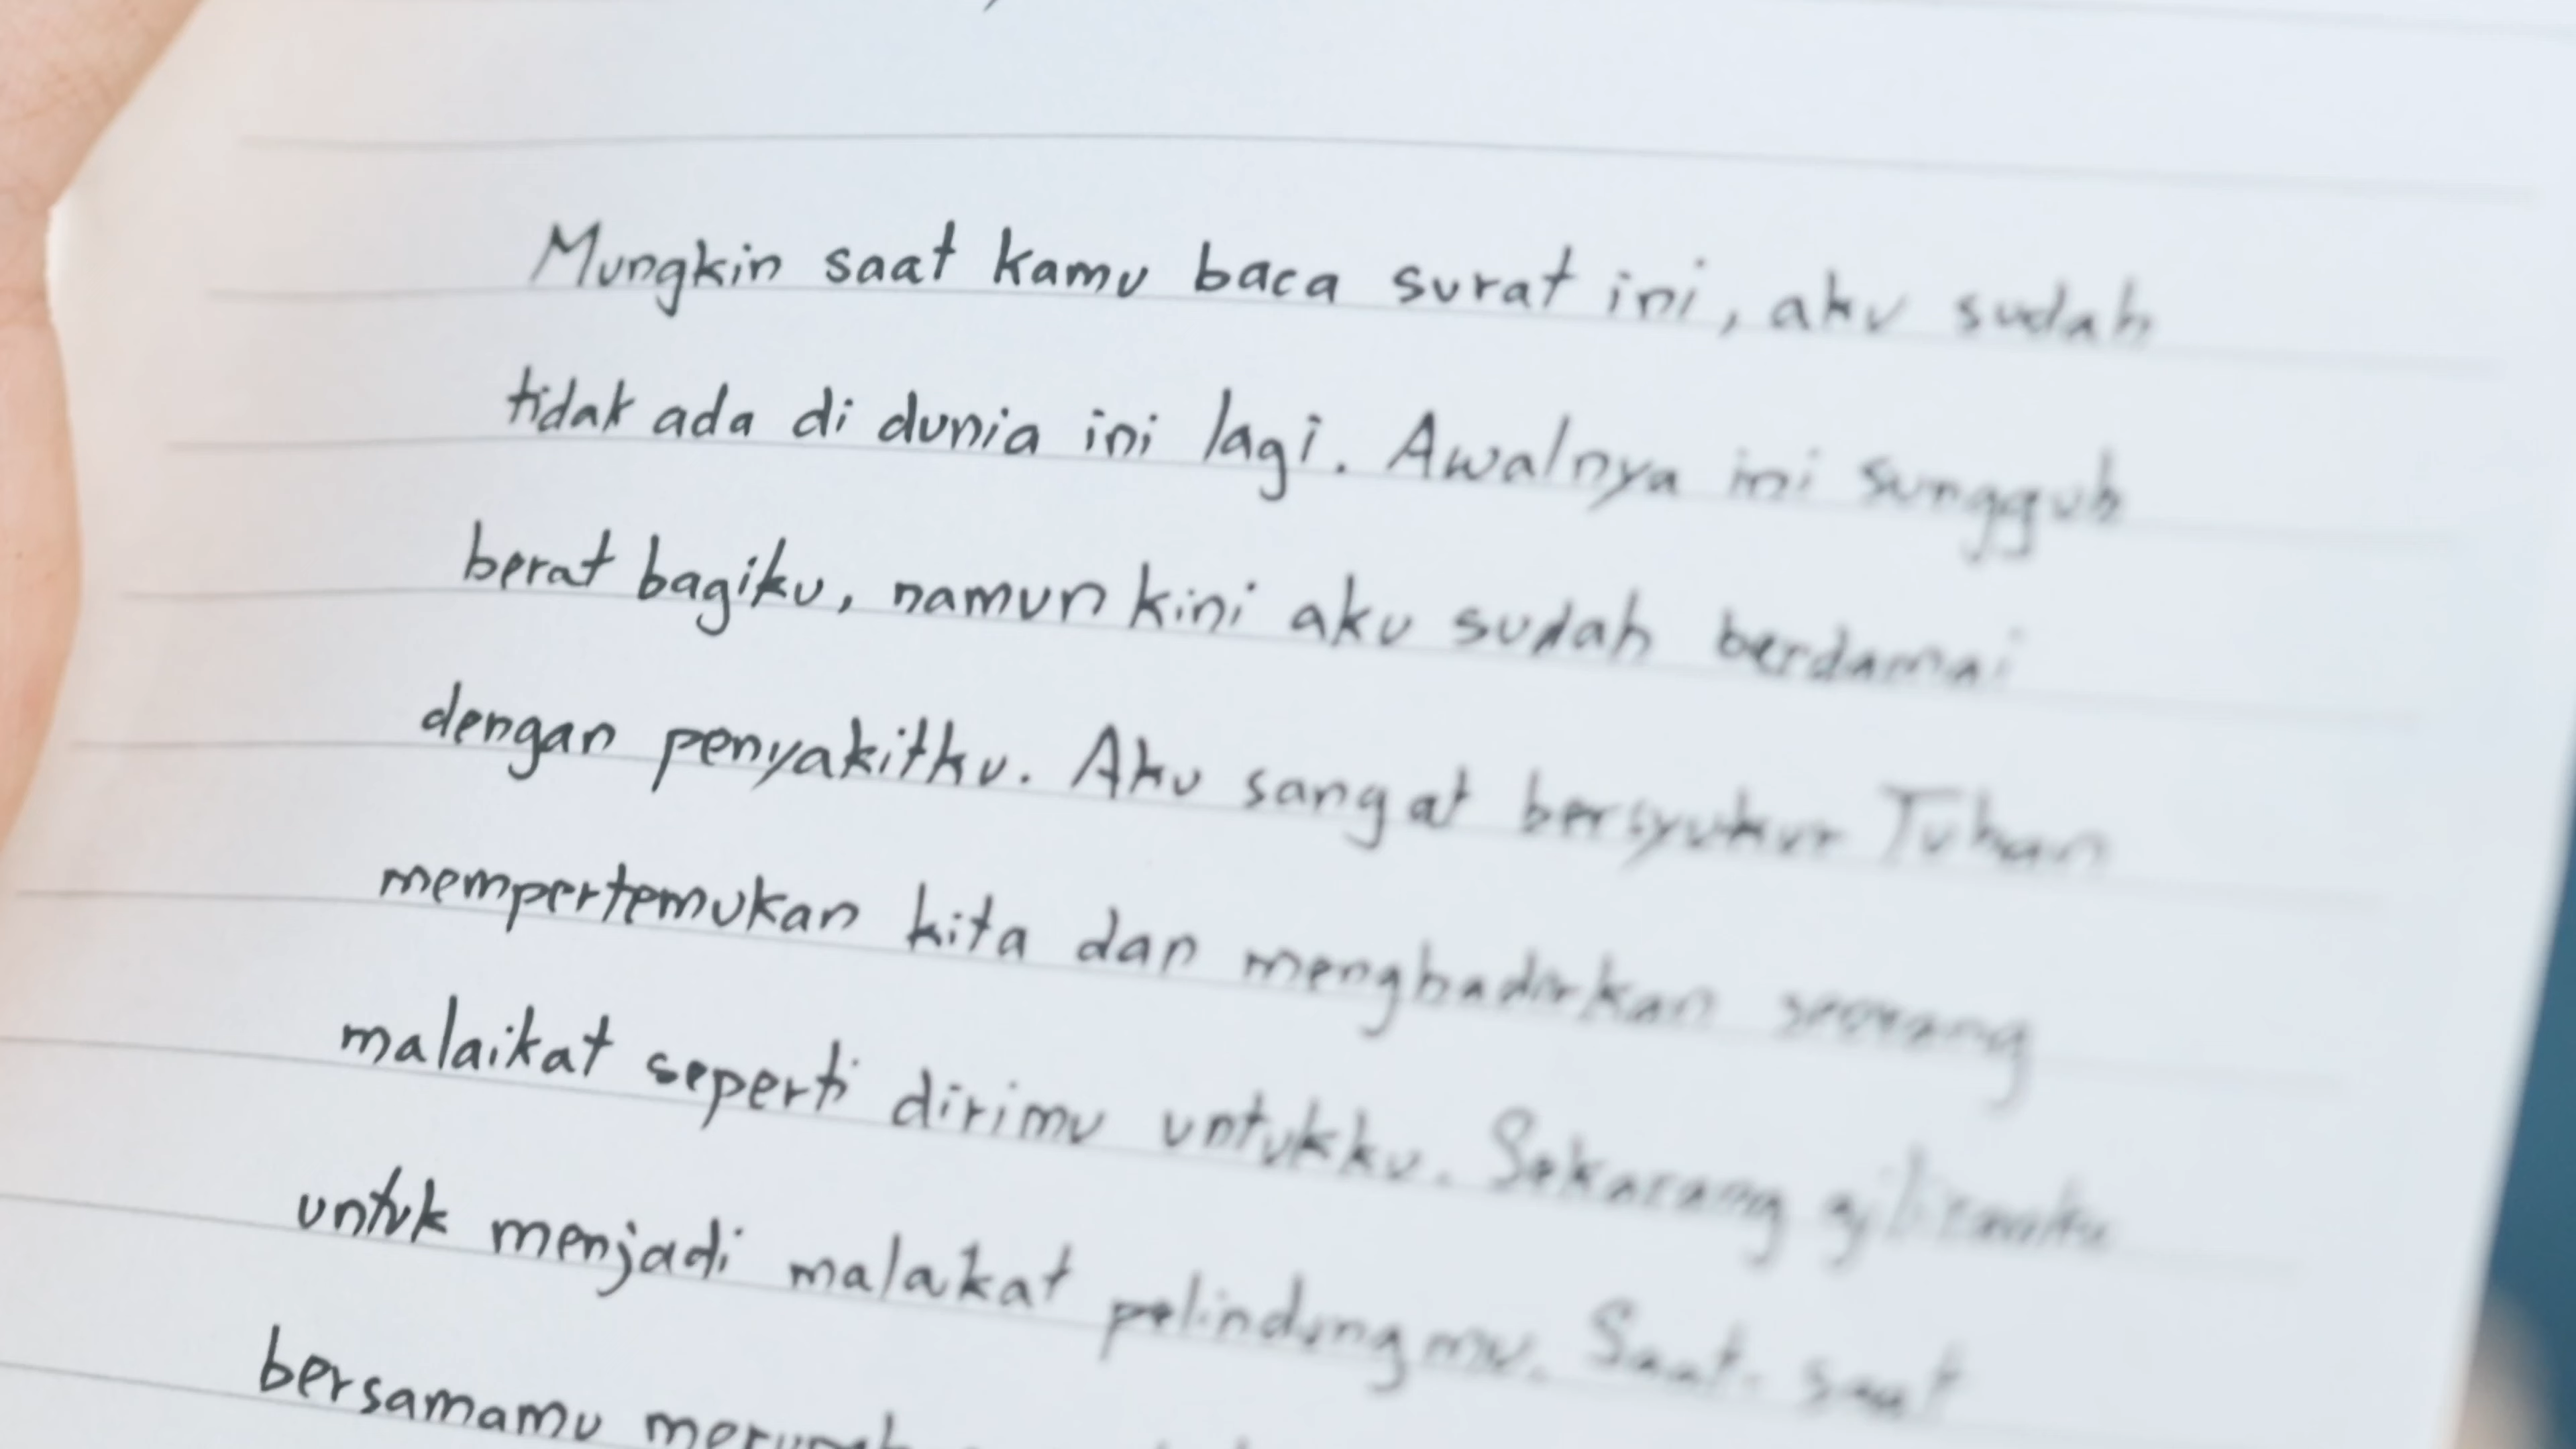 Mungkin saat kamu baca surat ini, aku sudah
tidak ada di dunia ini lagi. Awalnya ini sungguh
berat bagiku, namun kini aku sudah berdamai
dengan penyakitku. Aku sangat bersyukur Tuhan
mempertemukan kita dan menghadirkan seorang
malaikat seperti dirimu untukku. Sekarang giliranku
untuk menjadi malakat pelindungmu. Saat-saat
bersamamu